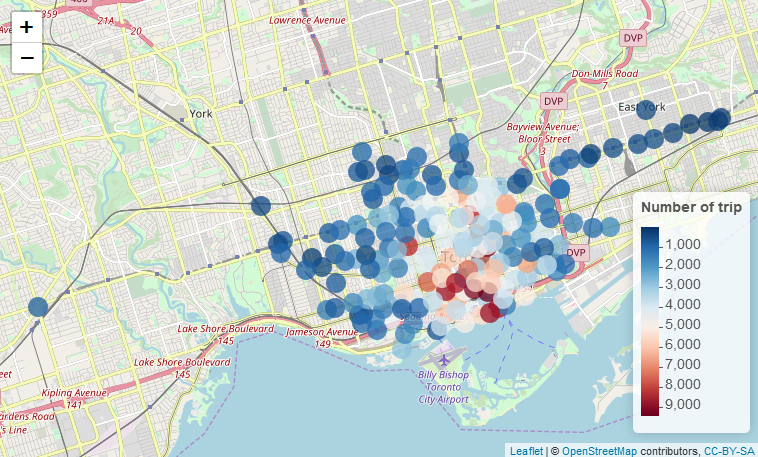 400
359
21A
20
Lawrence Avenue
+
−
DVP
Don Mills Road
7
DVP
East York
York
Bayview Avenue;
Bloor Street
13
Number of trip
1,000
2,000
3,000
4,000
5,000
6,000
7,000
8,000
9,000
DVP
Lake Shore Boulevard
145
Jameson Avenue
149
Lake Shore Boulevard
145
Kipling Avenue
141
Billy Bishop
Toronto
City Airport
ardens Road
's Line.
Leaflet | © OpenStreetMap contributors, CC-BY-SA